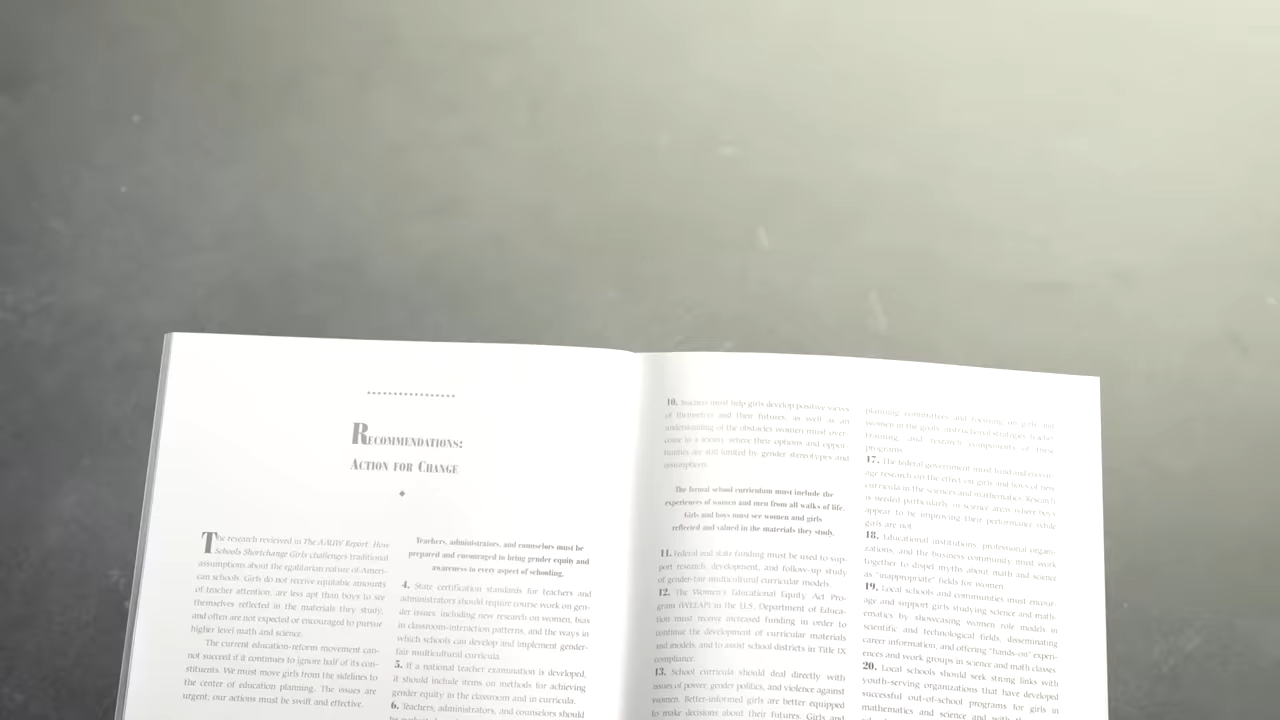 RECOMMENDATIONS:
ACTION FOR CHANGE
The research reviewed in The AAUW Report: How
Schools Shortchange Girls challenges traditional
assumptions about the egalitarian nature of Ameri-
can schools. Girls do not receive equitable amounts
of teacher attention, are less apt than boys to see
themselves reflected in the materials they study,
and often are not expected or encouraged to pursue
higher level math and science.
The current education-reform movement can-
not succeed if it continues to ignore half of its con-
stituents. We must move girls from the sidelines to
the center of education planning. The issues are
urgent; our actions must be swift and effective.
Teachers, administrators, and counselors must be
prepared and encouraged to bring gender equity and
awareness to every aspect of schooling.
4. State certification standards for teachers and
administrators should require course work on gen-
der issues, including new research on women, bias
in classroom-interaction patterns, and the ways in
which schools can develop and implement gender-
fair multicultural curricula.
5. If a national teacher examination is developed,
it should include items on methods for achieving
gender equity in the classroom and in curricula.
6. Teachers, administrators, and counselors should
10. Teachers must help girls develop positive views
of themselves and their futures, as well as an
understanding of the obstacles women must over-
come in a society where their options and oppor-
tunities are still limited by gender stereotypes and
assumptions.
The formal school curriculum must include the
experiences of women and men from all walks of life.
Girls and boys must see women and girls
reflected and valued in the materials they study.
11. Federal and state funding must be used to sup-
port research, development, and follow-up study
of gender-fair multicultural curricular models.
12. The Women's Educational Equity Act Pro-
gram (WEEAP) in the U.S. Department of Educa-
tion must receive increased funding in order to
continue the development of curricular materials
and models, and to assist school districts in Title IX
compliance.
13. School curricula should deal directly with
issues of power, gender politics, and violence against
women. Better-informed girls are better equipped
to make decisions about their futures. Girls and
planning committees and focusing on girls and
women in the goals, instructional strategies, teacher
training, and research components of these
programs.
17. The federal government must fund and encour-
age research on the effect on girls and boys of new
curricula in the sciences and mathematics. Research
is needed particularly in science areas where boys
appear to be improving their performance while
girls are not.
18. Educational institutions, professional organi-
zations, and the business community must work
together to dispel myths about math and science
as "inappropriate" fields for women.
19. Local schools and communities must encour-
age and support girls studying science and math-
ematics by showcasing women role models in
scientific and technological fields, disseminating
career information, and offering "hands-on" experi-
ences and work groups in science and math classes.
20. Local schools should seek strong links with
youth-serving organizations that have developed
successful out-of-school programs for girls in
mathematics and science and with